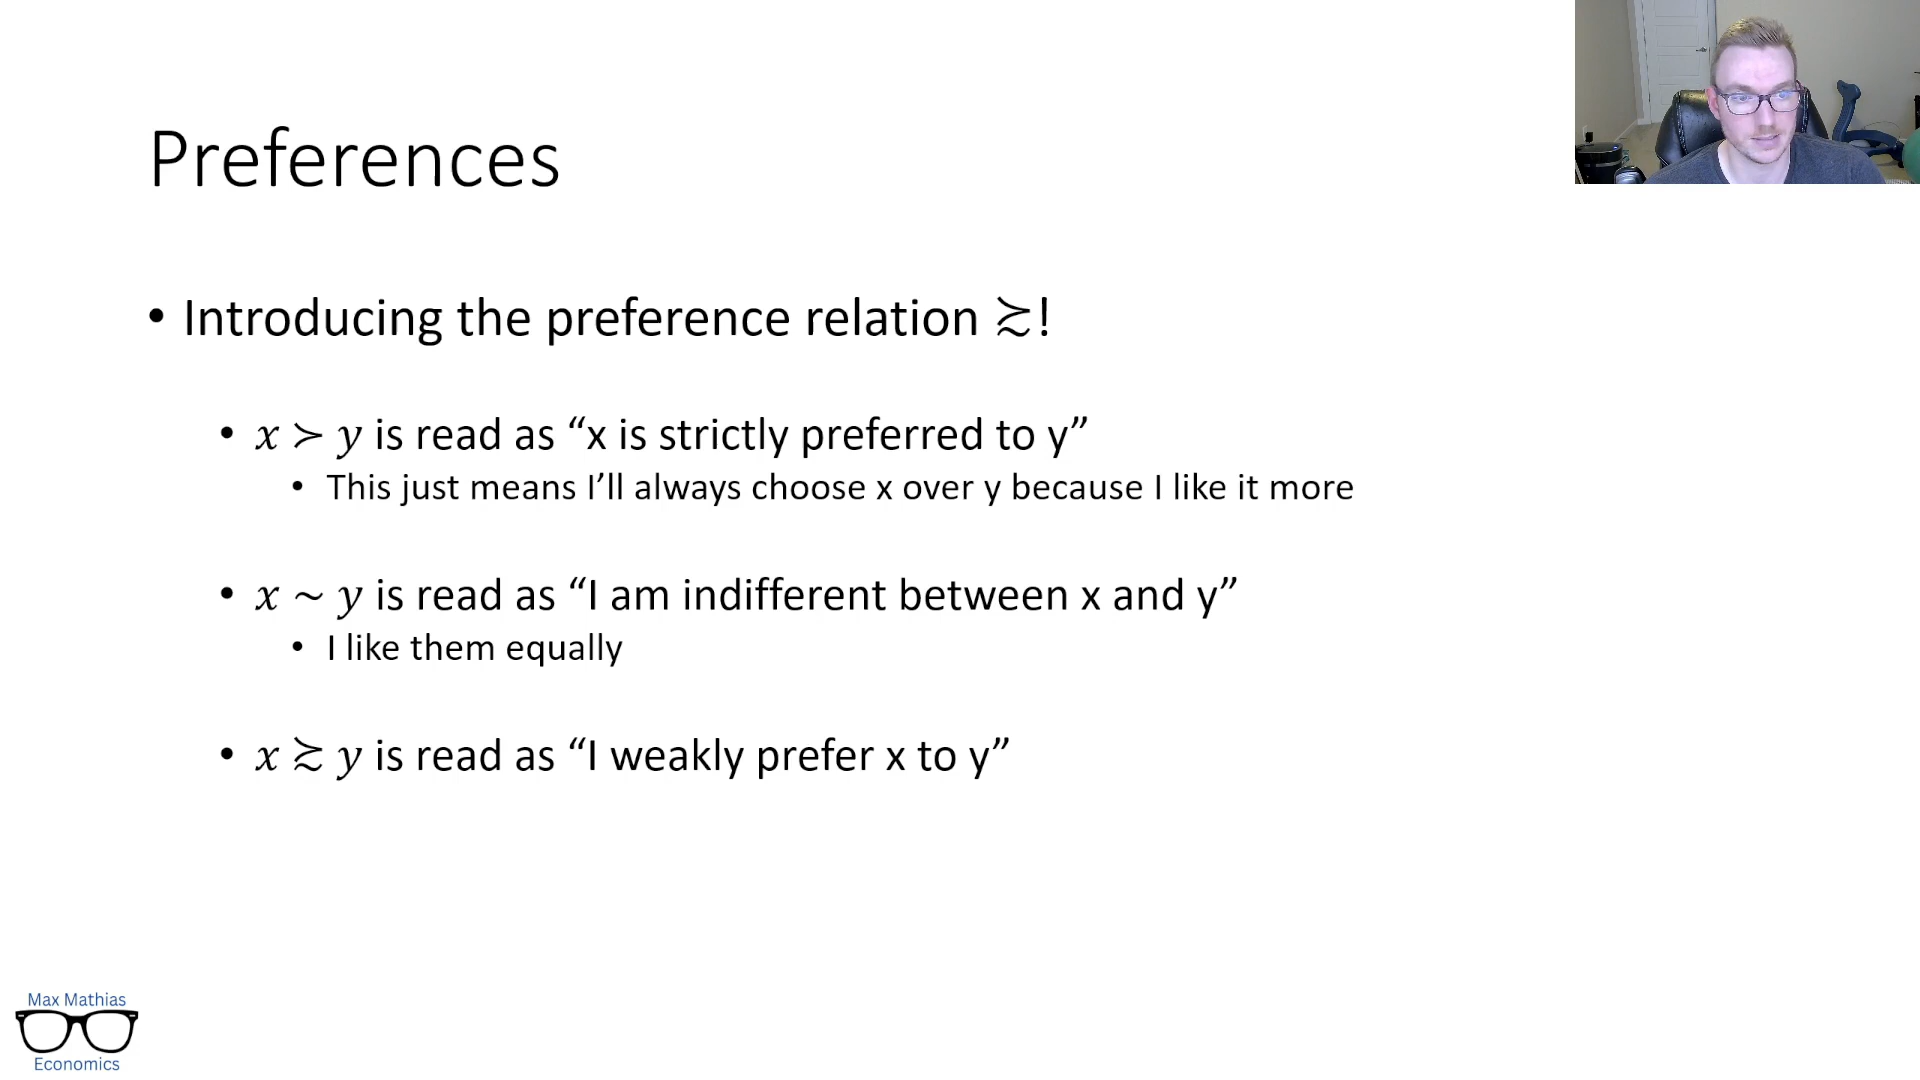 Preferences
• Introducing the preference relation ≿!
• x ≻ y is read as “x is strictly preferred to y”
• This just means I’ll always choose x over y because I like it more
• x ~ y is read as “I am indifferent between x and y”
• I like them equally
• x ≿ y is read as “I weakly prefer x to y”
Max Mathias
Economics